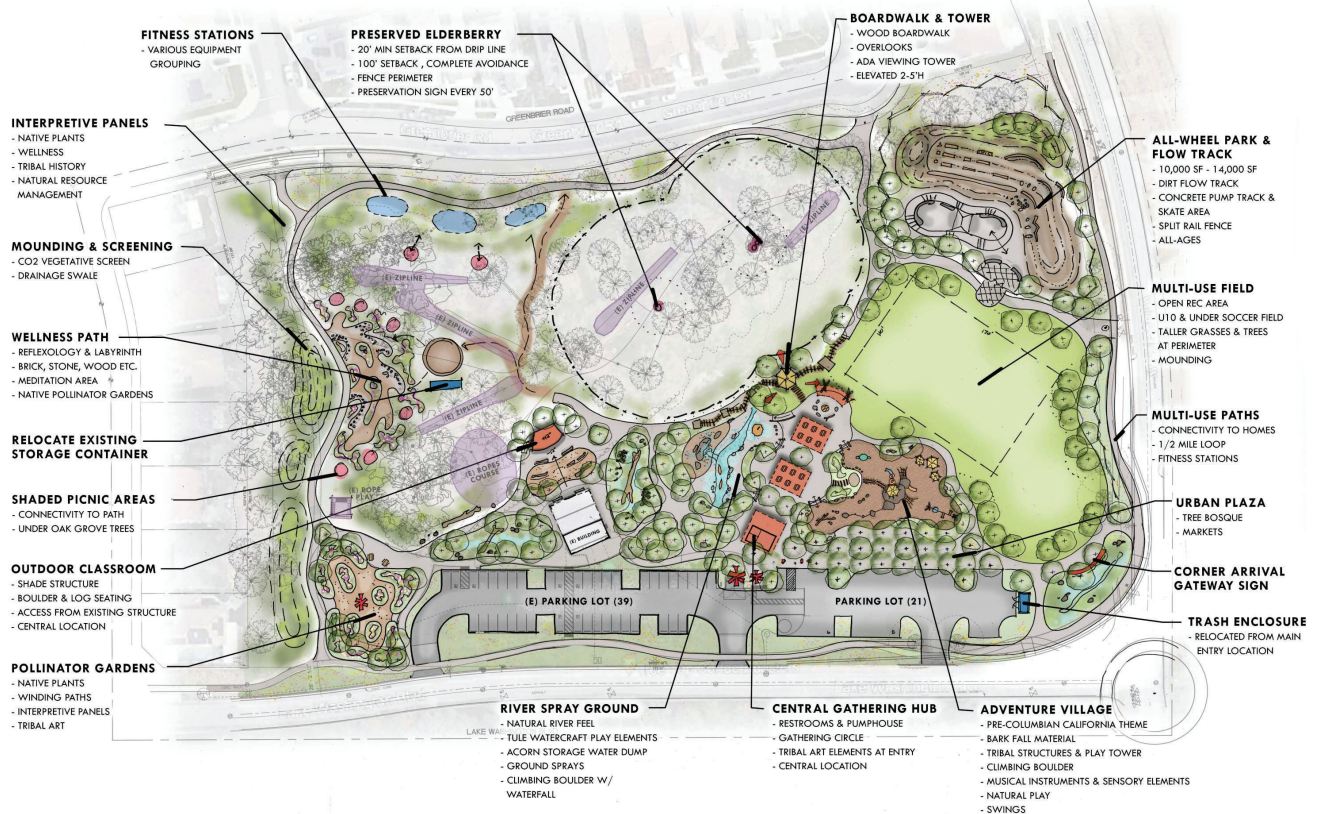 FITNESS STATIONS
- VARIOUS EQUIPMENT
GROUPING
PRESERVED ELDERBERRY
- 20' MIN SETBACK FROM DRIP LINE
- 100' SETBACK , COMPLETE AVOIDANCE
- FENCE PERIMETER
- PRESERVATION SIGN EVERY 50'
BOARDWALK & TOWER
- WOOD BOARDWALK
- OVERLOOKS
- ADA VIEWING TOWER
- ELEVATED 2-5'H
GREENBRIER ROAD
INTERPRETIVE PANELS
- NATIVE PLANTS
- WELLNESS
- TRIBAL HISTORY
- NATURAL RESOURCE
MANAGEMENT
ALL-WHEEL PARK &
FLOW TRACK
- 10,000 SF - 14,000 SF
- DIRT FLOW TRACK
- CONCRETE PUMP TRACK &
SKATE AREA
- SPLIT RAIL FENCE
- ALL-AGES
MOUNDING & SCREENING
- CO2 VEGETATIVE SCREEN
- DRAINAGE SWALE
MULTI-USE FIELD
- OPEN REC AREA
- U10 & UNDER SOCCER FIELD
- TALLER GRASSES & TREES
AT PERIMETER
- MOUNDING
WELLNESS PATH
- REFLEXOLOGY & LABYRINTH
- BRICK, STONE, WOOD ETC.
- MEDITATION AREA
- NATIVE POLLINATOR GARDENS
(E) ZIPLINE
(E) ZIPLINE
(E) ZIPLINE
(E) ZIPLINE
(E) ZIPLINE
MULTI-USE PATHS
- CONNECTIVITY TO HOMES
- 1/2 MILE LOOP
- FITNESS STATIONS
RELOCATE EXISTING
STORAGE CONTAINER
(E) ROPES
COURSE
(E) ROPE
PLAY
SHADED PICNIC AREAS
- CONNECTIVITY TO PATH
- UNDER OAK GROVE TREES
URBAN PLAZA
- TREE BOSQUE
- MARKETS
(E) BUILDING
OUTDOOR CLASSROOM
- SHADE STRUCTURE
- BOULDER & LOG SEATING
- ACCESS FROM EXISTING STRUCTURE
- CENTRAL LOCATION
CORNER ARRIVAL
GATEWAY SIGN
(E) PARKING LOT (39)
PARKING LOT (21)
TRASH ENCLOSURE
- RELOCATED FROM MAIN
ENTRY LOCATION
POLLINATOR GARDENS
- NATIVE PLANTS
- WINDING PATHS
- INTERPRETIVE PANELS
- TRIBAL ART
RIVER SPRAY GROUND
- NATURAL RIVER FEEL
- TULE WATERCRAFT PLAY ELEMENTS
- ACORN STORAGE WATER DUMP
- GROUND SPRAYS
- CLIMBING BOULDER W/
WATERFALL
CENTRAL GATHERING HUB
- RESTROOMS & PUMPHOUSE
- GATHERING CIRCLE
- TRIBAL ART ELEMENTS AT ENTRY
- CENTRAL LOCATION
ADVENTURE VILLAGE
- PRE-COLUMBIAN CALIFORNIA THEME
- BARK FALL MATERIAL
- TRIBAL STRUCTURES & PLAY TOWER
- CLIMBING BOULDER
- MUSICAL INSTRUMENTS & SENSORY ELEMENTS
- NATURAL PLAY
- SWINGS